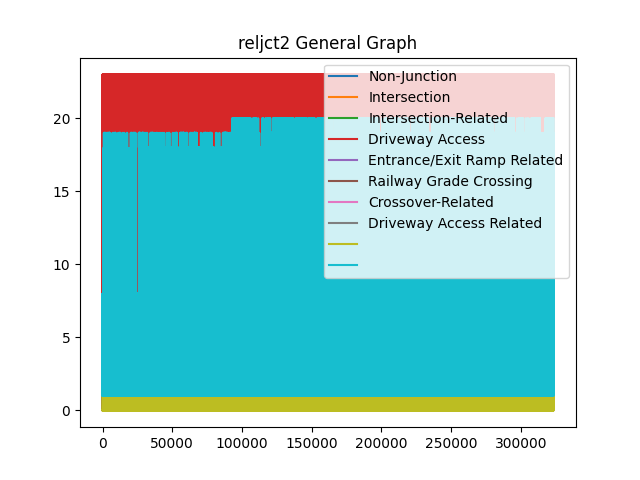 reljct2 General Graph
Non-Junction
Intersection
Intersection-Related
Driveway Access
Entrance/Exit Ramp Related
Railway Grade Crossing
Crossover-Related
Driveway Access Related
20
15
10
5
0
0 50000 100000 150000 200000 250000 300000